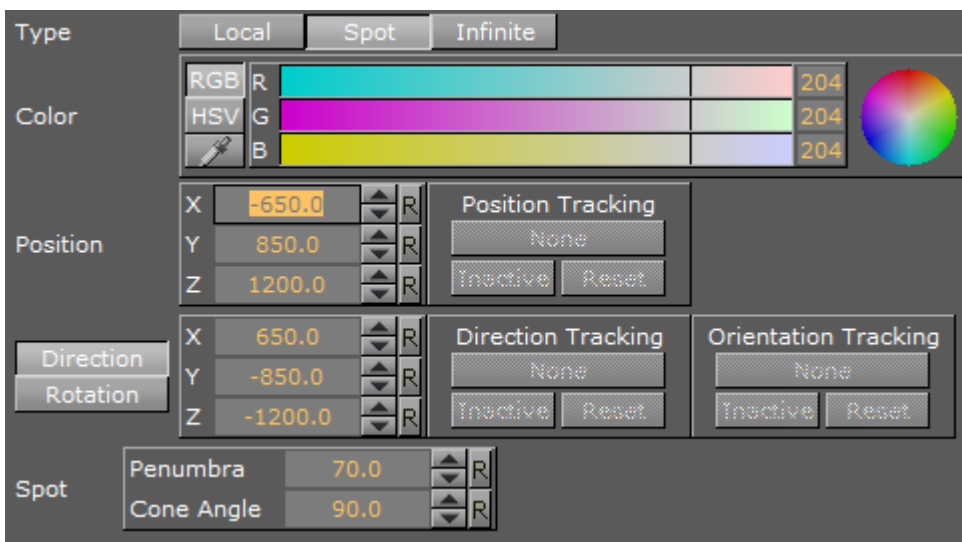 Type Local Spot Infinite
RGB R 204
Color HSV G 204
B 204
X -650.0 R Position Tracking
Position Y 850.0 R None
Z 1200.0 R Inactive Reset
X 650.0 R Direction Tracking Orientation Tracking
Direction Y -850.0 R None None
Rotation Z -1200.0 R Inactive Reset Inactive Reset
Spot Penumbra 70.0 R
Cone Angle 90.0 R